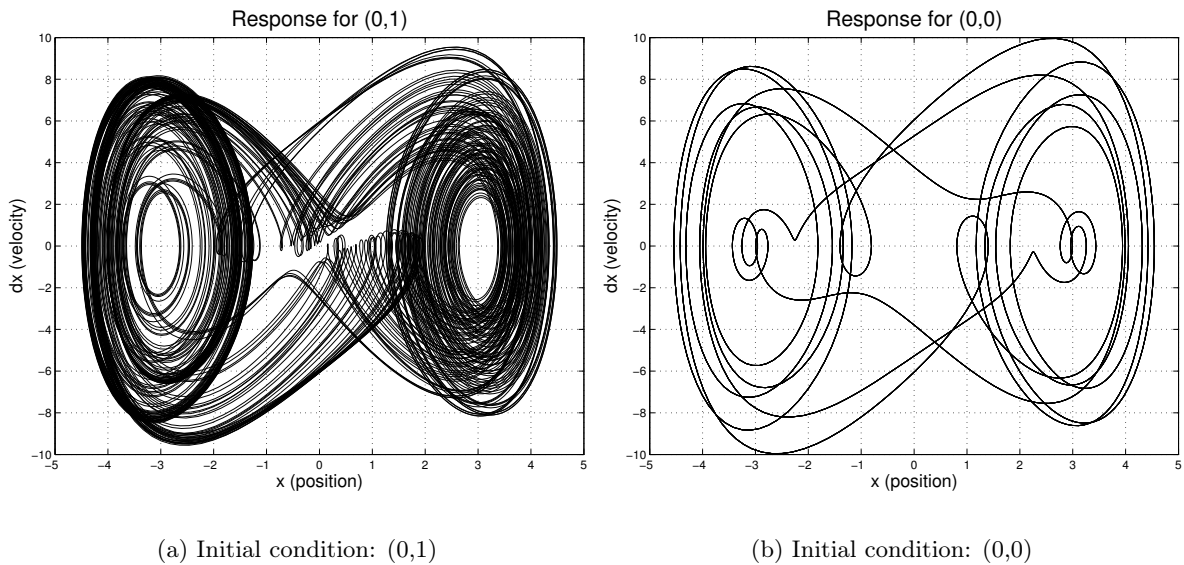 Response for (0,1)
10
8
6
4
2
0
−2
−4
−6
−8
−10
dx (velocity)
−5 −4 −3 −2 −1 0 1 2 3 4 5
x (position)
(a) Initial condition: (0,1)
Response for (0,0)
10
8
6
4
2
0
−2
−4
−6
−8
−10
dx (velocity)
−5 −4 −3 −2 −1 0 1 2 3 4 5
x (position)
(b) Initial condition: (0,0)